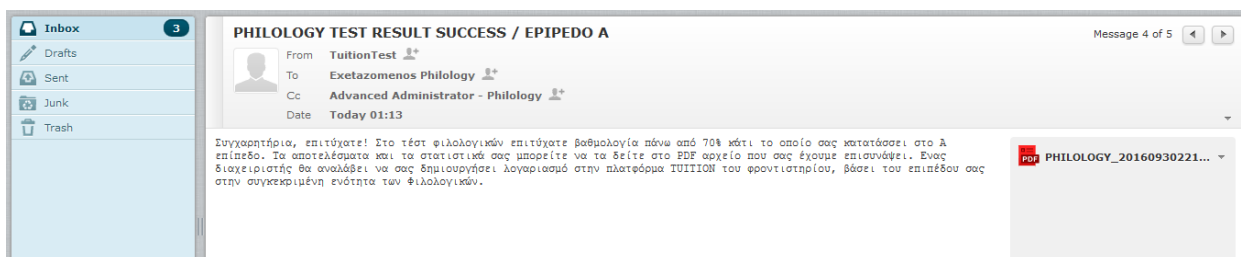 Inbox 3
Drafts
Sent
Junk
Trash
PHILOLOGY TEST RESULT SUCCESS / EPIPEDO A
Message 4 of 5
From TuitionTest
To Exetazomenos Philology
Cc Advanced Administrator - Philology
Date Today 01:13
Συγχαρητήρια, επιτύχατε! Στο τέστ φιλολογικών επιτύχατε βαθμολογία πάνω από 70% κάτι το οποίο σας κατατάσσει στο Α
επίπεδο. Τα αποτελέσματα και τα στατιστικά σας μπορείτε να τα δείτε στο PDF αρχείο που σας έχουμε επισυνάψει. Ενας
διαχειριστής θα αναλάβει να σας δημιουργήσει λογαριασμό στην πλατφόρμα TUITION του φροντιστηρίου, βάσει του επιπέδου σας
στην συγκεκριμένη ενότητα των Φιλολογικών.
PDF PHILOLOGY_20160930221...